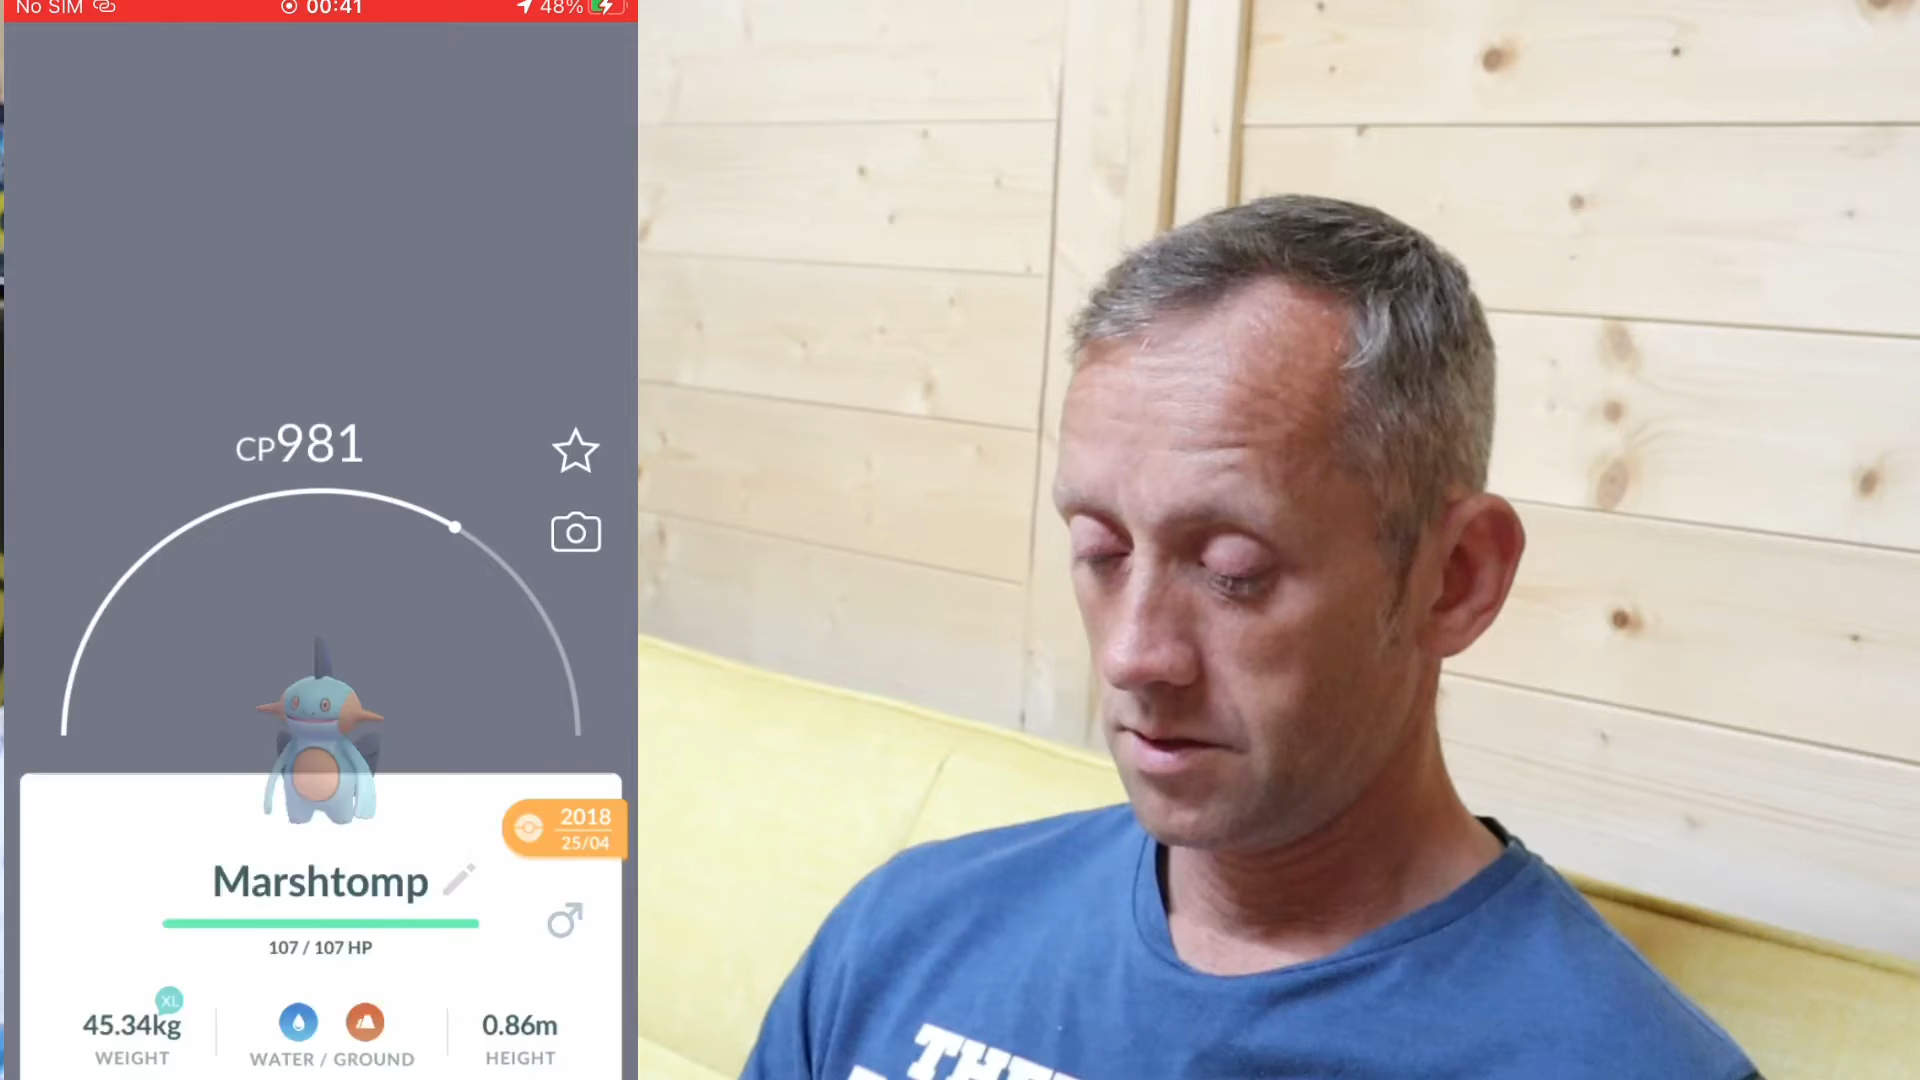 No SIM 00:41 48%
CP981
2018
25/04
Marshtomp
107 / 107 HP
XL
45.34kg
WEIGHT
WATER / GROUND
0.86m
HEIGHT